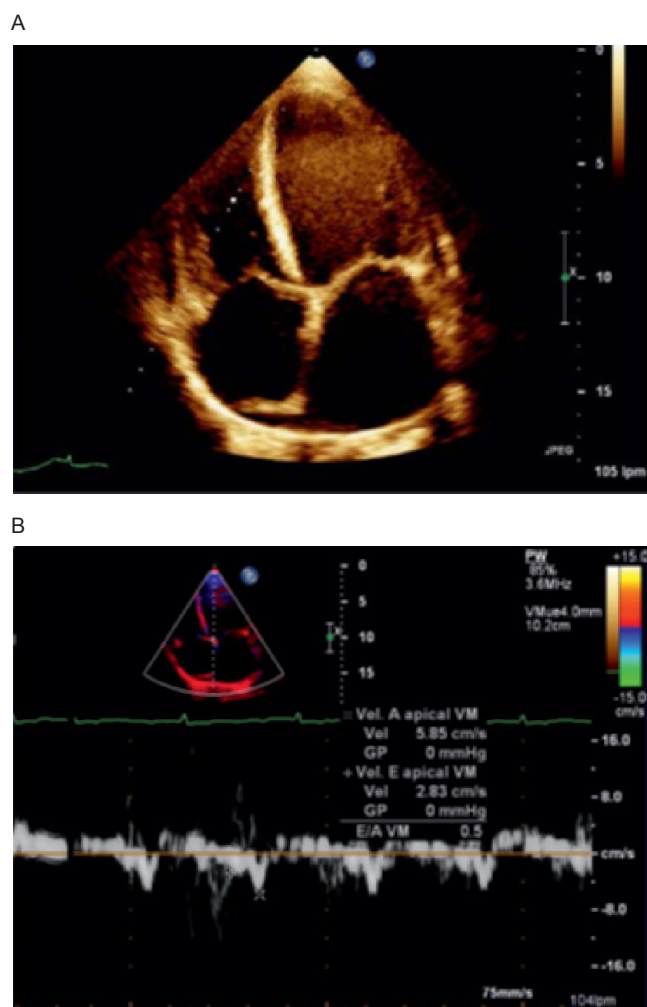 A
0
5
10
X
15
JPEG
105 lpm
B
0
5
X
10
15
PW
85%
3.6MHz
VMue4.0mm
10.2cm
+15.0
-15.0
cm/s
Vel. A apical VM
Vel 5.85 cm/s
GP 0 mmHg
+ Vel. E apical VM
Vel 2.83 cm/s
GP 0 mmHg
E/A VM 0.5
16.0
8.0
cm/s
-8.0
-16.0
75mm/s
104lpm